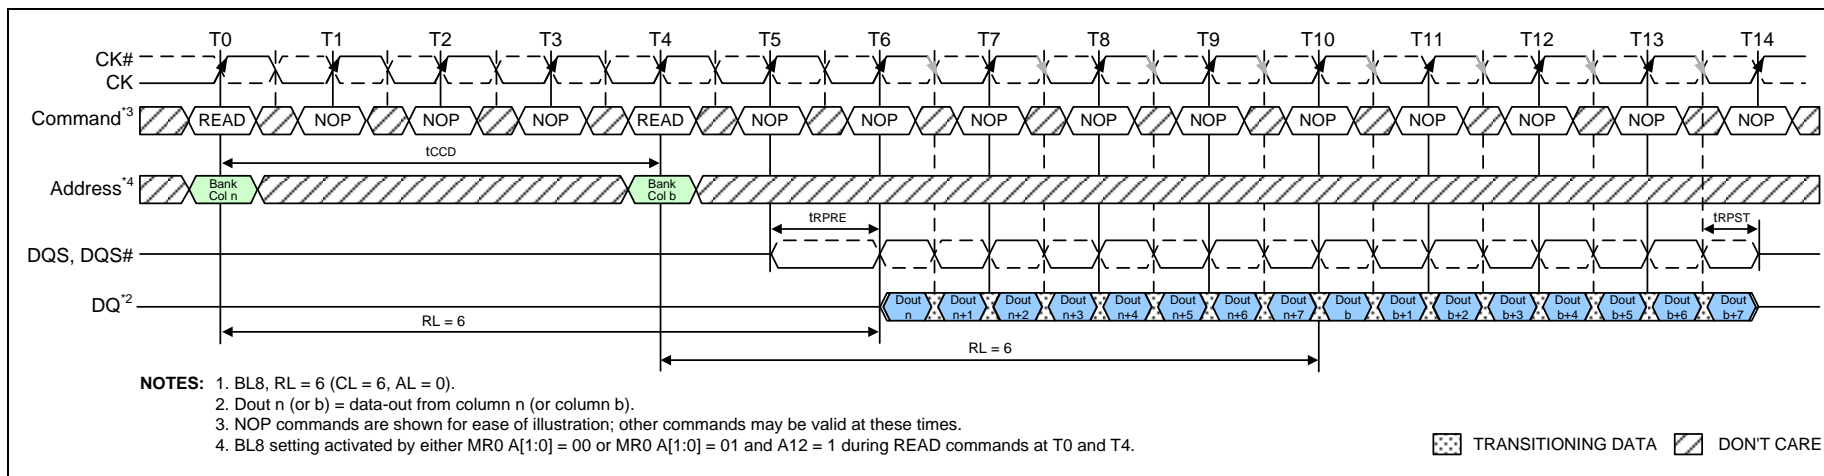 T0 T1 T2 T3 T4 T5 T6 T7 T8 T9 T10 T11 T12 T13 T14
CK#
CK
Command*3 READ NOP NOP NOP READ NOP NOP NOP NOP NOP NOP NOP NOP NOP NOP
tCCD
Address*4 Bank Col n Bank Col b
tRPRE tRPST
DQS, DQS#
DQ*2 Dout n Dout n+1 Dout n+2 Dout n+3 Dout n+4 Dout n+5 Dout n+6 Dout n+7 Dout b Dout b+1 Dout b+2 Dout b+3 Dout b+4 Dout b+5 Dout b+6 Dout b+7
RL = 6
RL = 6
NOTES: 1. BL8, RL = 6 (CL = 6, AL = 0).
2. Dout n (or b) = data-out from column n (or column b).
3. NOP commands are shown for ease of illustration; other commands may be valid at these times.
4. BL8 setting activated by either MR0 A[1:0] = 00 or MR0 A[1:0] = 01 and A12 = 1 during READ commands at T0 and T4.
TRANSITIONING DATA DON'T CARE